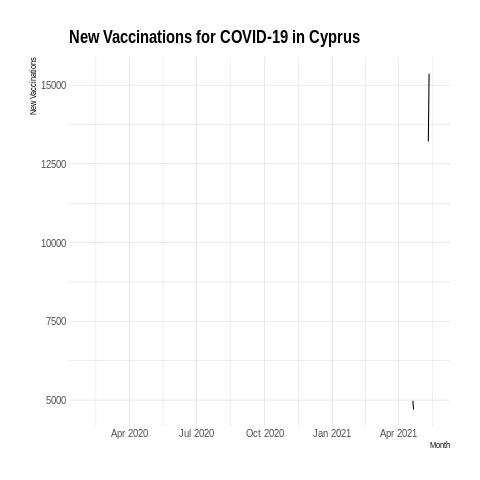 New Vaccinations for COVID-19 in Cyprus
New Vaccinations
15000
12500
10000
7500
5000
Apr 2020 Jul 2020 Oct 2020 Jan 2021 Apr 2021
Month